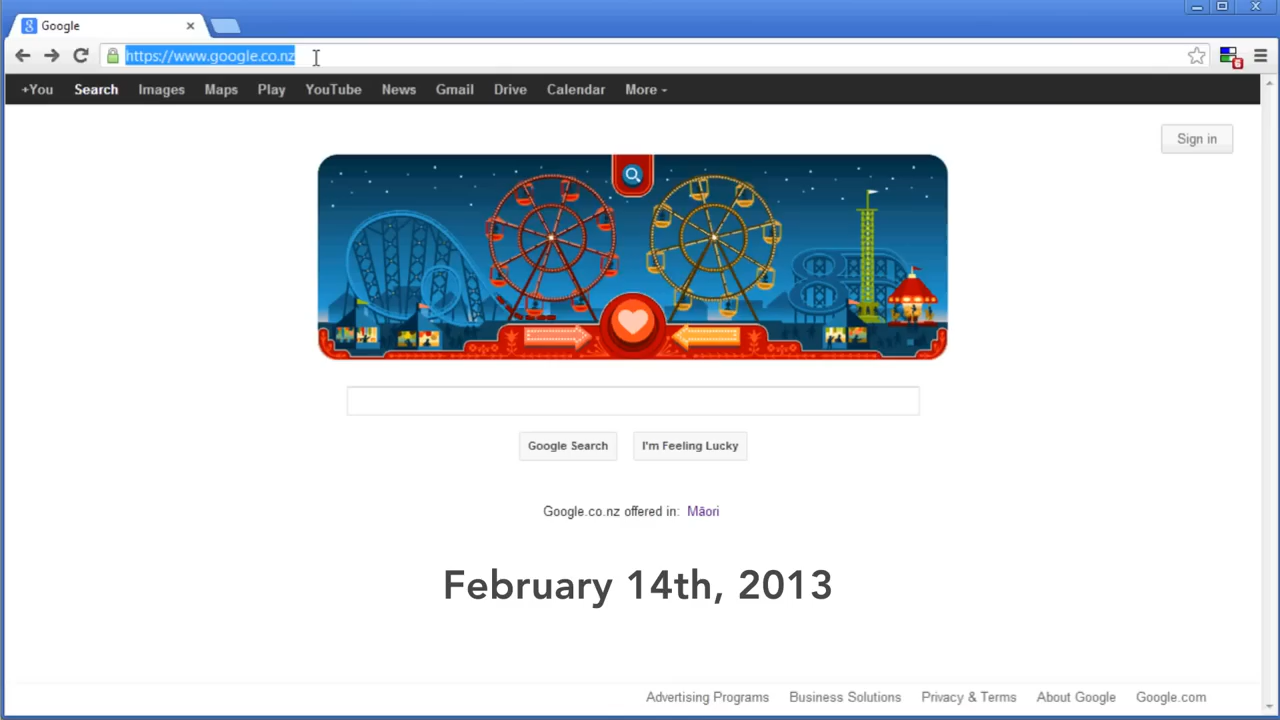 Google
https://www.google.co.nz
+You Search Images Maps Play YouTube News Gmail Drive Calendar More
Sign in
Google Search I'm Feeling Lucky
Google.co.nz offered in: Māori
February 14th, 2013
Advertising Programs Business Solutions Privacy & Terms About Google Google.com